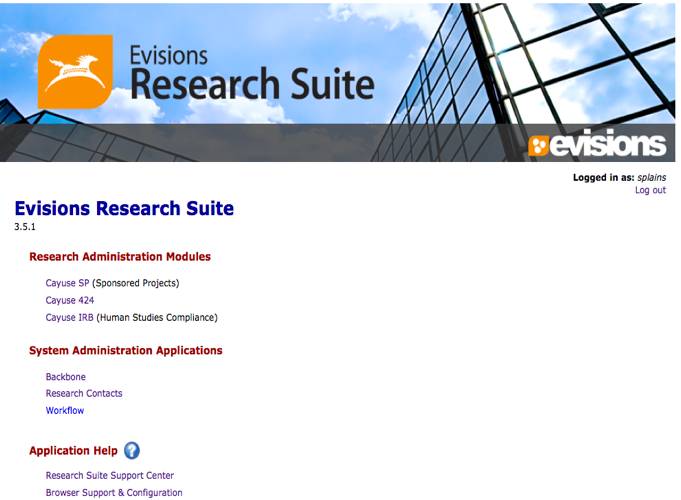 Evisions
Research Suite
evisions
Logged in as: splains
Log out
Evisions Research Suite
3.5.1
Research Administration Modules
Cayuse SP (Sponsored Projects)
Cayuse 424
Cayuse IRB (Human Studies Compliance)
System Administration Applications
Backbone
Research Contacts
Workflow
Application Help ?
Research Suite Support Center
Browser Support & Configuration